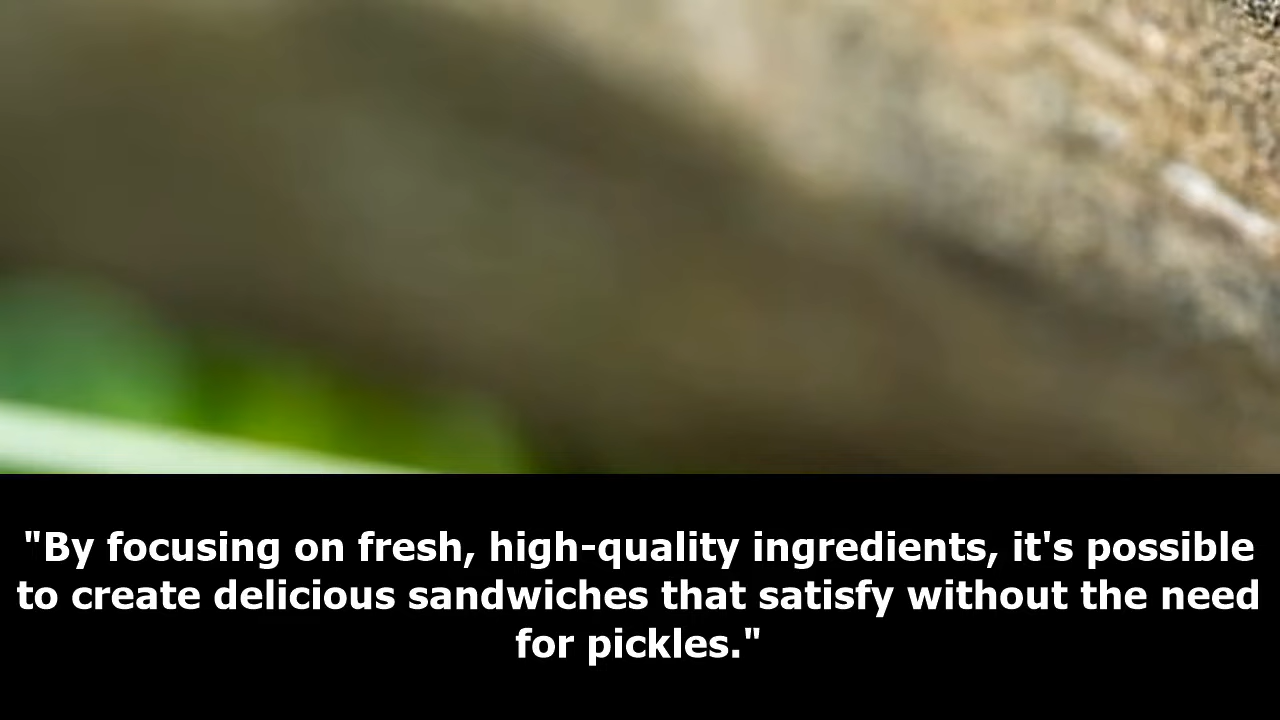 "By focusing on fresh, high-quality ingredients, it's possible
to create delicious sandwiches that satisfy without the need
for pickles."